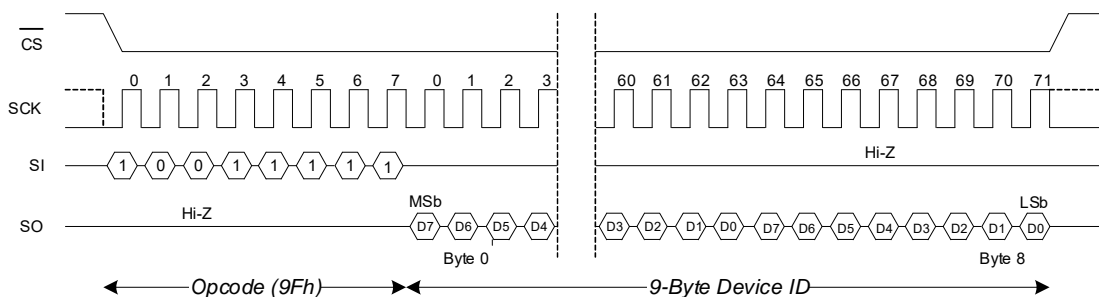 CS
SCK
0 1 2 3 4 5 6 7 0 1 2 3 60 61 62 63 64 65 66 67 68 69 70 71
SI
1 0 0 1 1 1 1 1
Hi-Z
SO
Hi-Z
MSb
LSb
D7 D6 D5 D4 D3 D2 D1 D0 D7 D6 D5 D4 D3 D2 D1 D0
Byte 0
Byte 8
Opcode (9Fh)
9-Byte Device ID